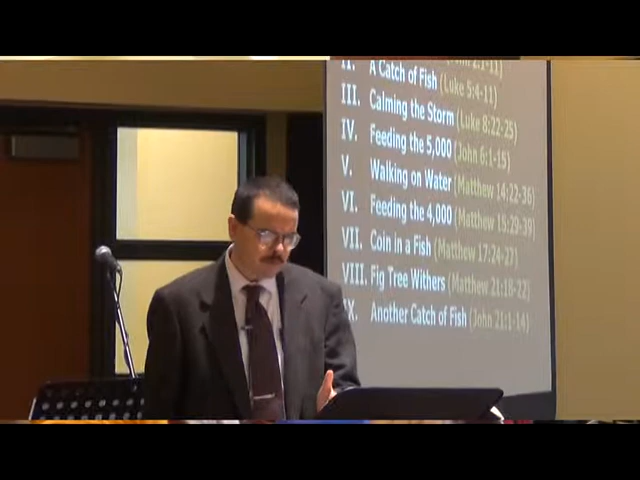 II. A Catch of Fish (Luke 5:4-11)
III. Calming the Storm (Luke 8:22-25)
IV. Feeding the 5,000 (John 6:1-15)
V. Walking on Water (Matthew 14:22-36)
VI. Feeding the 4,000 (Matthew 15:29-39)
VII. Coin in a Fish (Matthew 17:24-27)
VIII. Fig Tree Withers (Matthew 21:18-22)
IX. Another Catch of Fish (John 21:1-14)